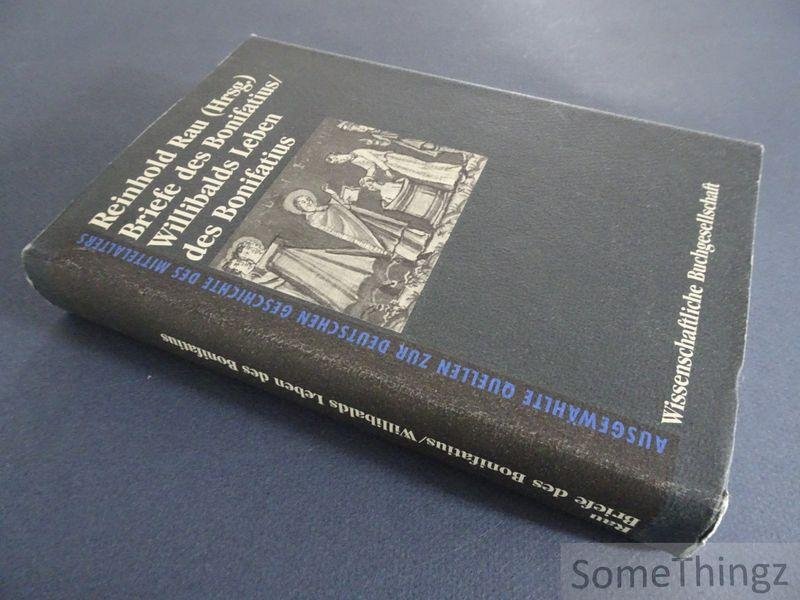 Reinhold Rau (Hrsg.)
Briefe des Bonifatius/
Willibalds Leben
des Bonifatius
Wissenschaftliche Buchgesellschaft
AUSGEWÄHLTE QUELLEN ZUR DEUTSCHEN GESCHICHTE DES MITTELALTERS
Rau
Briefe des Bonifatius/Willibalds Leben des Bonifatius
SomeThingz